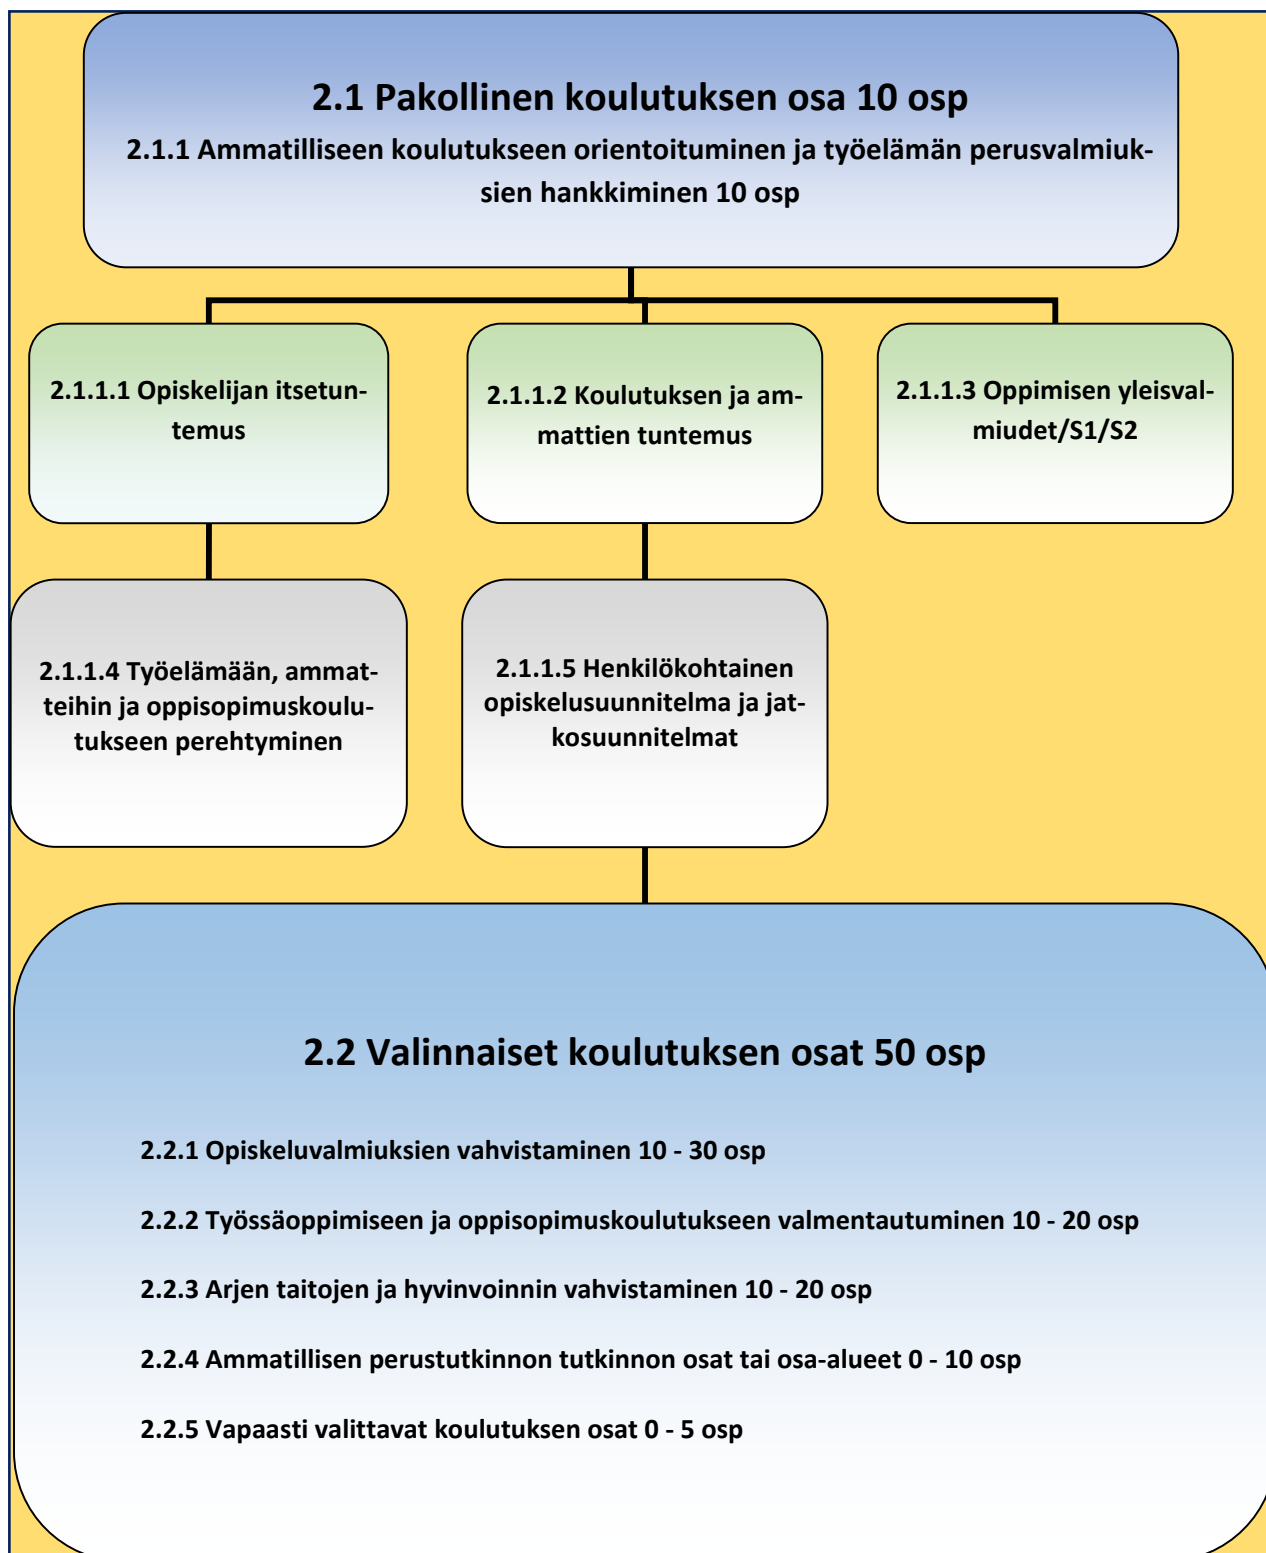 2.1 Pakollinen koulutuksen osa 10 osp
2.1.1 Ammatilliseen koulutukseen orientoituminen ja työelämän perusvalmiuk-
sien hankkiminen 10 osp
2.1.1.1 Opiskelijan itsetun-
temus
2.1.1.2 Koulutuksen ja am-
mattien tuntemus
2.1.1.3 Oppimisen yleisval-
miudet/S1/S2
2.1.1.4 Työelämään, ammat-
teihin ja oppisopimuskoulu-
tukseen perehtyminen
2.1.1.5 Henkilökohtainen
opiskelusuunnitelma ja jat-
kosuunnitelmat
2.2 Valinnaiset koulutuksen osat 50 osp
2.2.1 Opiskeluvalmiuksien vahvistaminen 10 - 30 osp
2.2.2 Työssäoppimiseen ja oppisopimuskoulutukseen valmentautuminen 10 - 20 osp
2.2.3 Arjen taitojen ja hyvinvoinnin vahvistaminen 10 - 20 osp
2.2.4 Ammatillisen perustutkinnon tutkinnon osat tai osa-alueet 0 - 10 osp
2.2.5 Vapaasti valittavat koulutuksen osat 0 - 5 osp